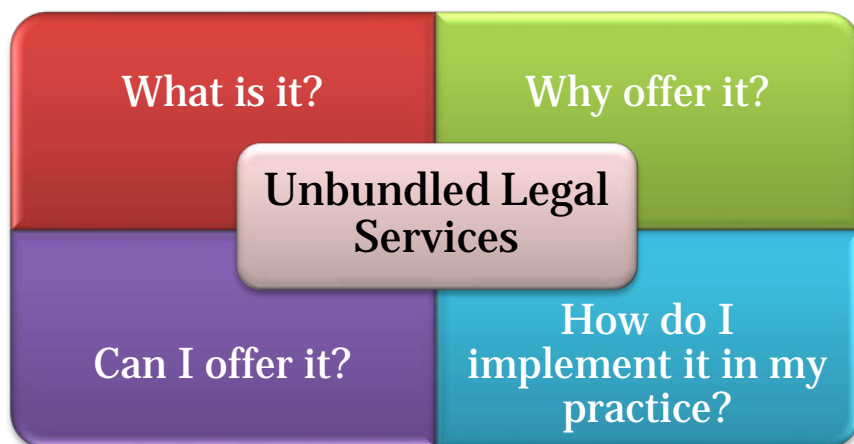 What is it?
Why offer it?
Unbundled Legal
Services
Can I offer it?
How do I
implement it in my
practice?